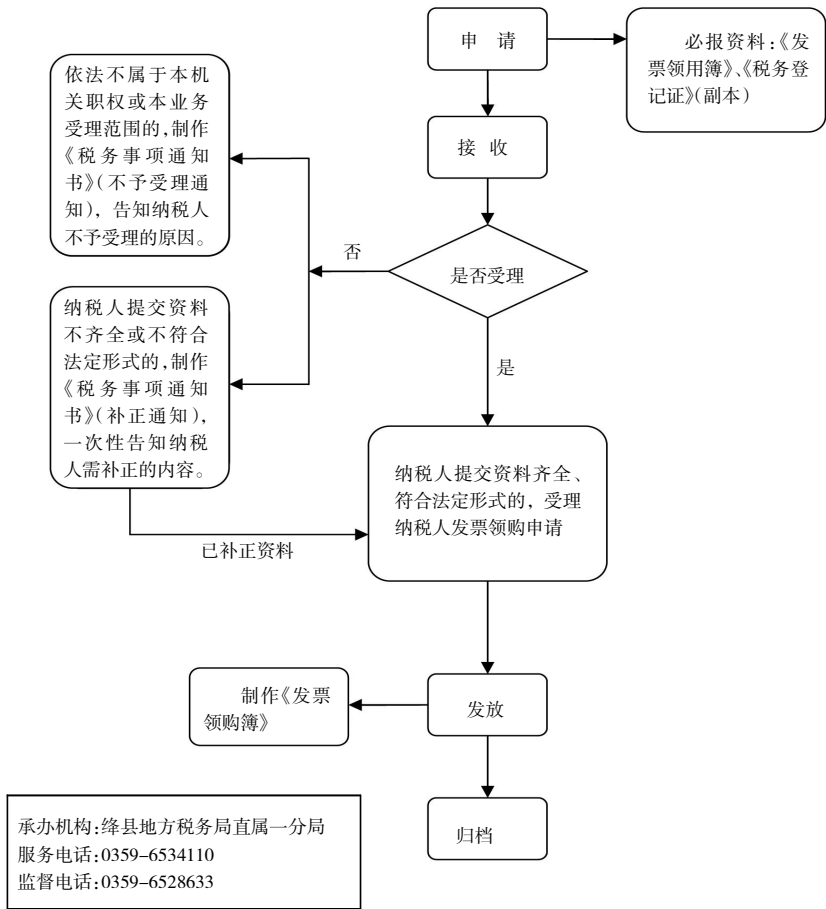 申 请
必报资料:《发
票领用簿》、《税务登
记证》(副本)
依法不属于本机
关职权或本业务
受理范围的,制作
《税务事项通知
书》(不予受理通
知),告知纳税人
不予受理的原因。
接 收
否
是否受理
纳税人提交资料
不齐全或不符合
法定形式的,制作
《税务事项通知
书》(补正通知),
一次性告知纳税
人需补正的内容。
是
纳税人提交资料齐全、
符合法定形式的,受理
纳税人发票领购申请
已补正资料
制作《发票
领购簿》
发放
归档
承办机构:绛县地方税务局直属一分局
服务电话:0359-6534110
监督电话:0359-6528633